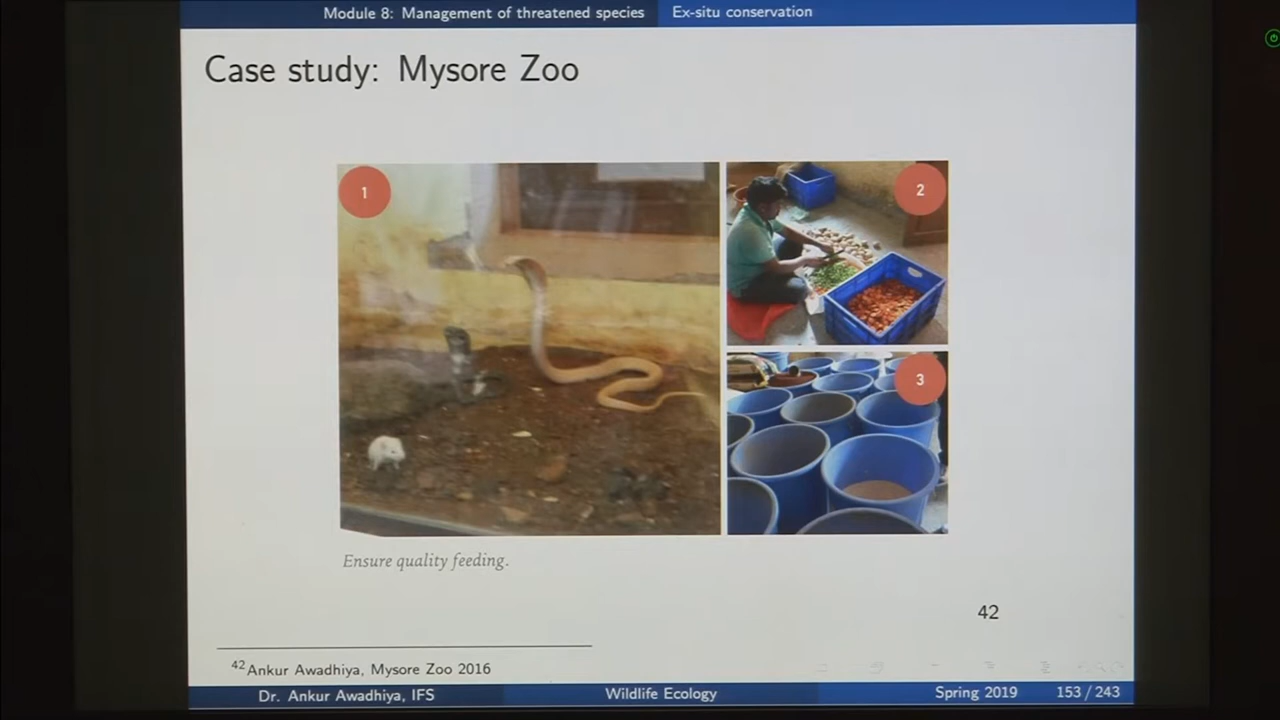 Module 8: Management of threatened species Ex-situ conservation
Case study: Mysore Zoo
1
2
3
Ensure quality feeding.
42
42 Ankur Awadhiya, Mysore Zoo 2016
Dr. Ankur Awadhiya, IFS Wildlife Ecology Spring 2019 153 / 243